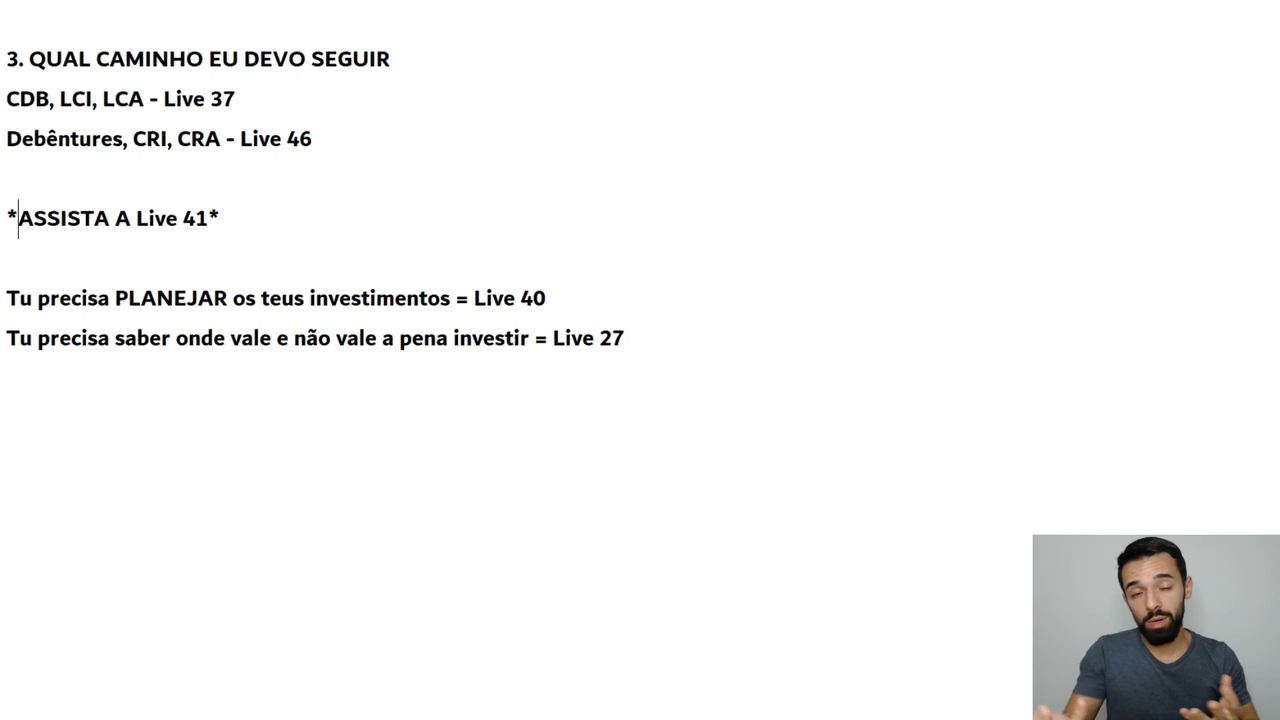 3. QUAL CAMINHO EU DEVO SEGUIR
CDB, LCI, LCA - Live 37
Debêntures, CRI, CRA - Live 46
*ASSISTA A Live 41*
Tu precisa PLANEJAR os teus investimentos = Live 40
Tu precisa saber onde vale e não vale a pena investir = Live 27